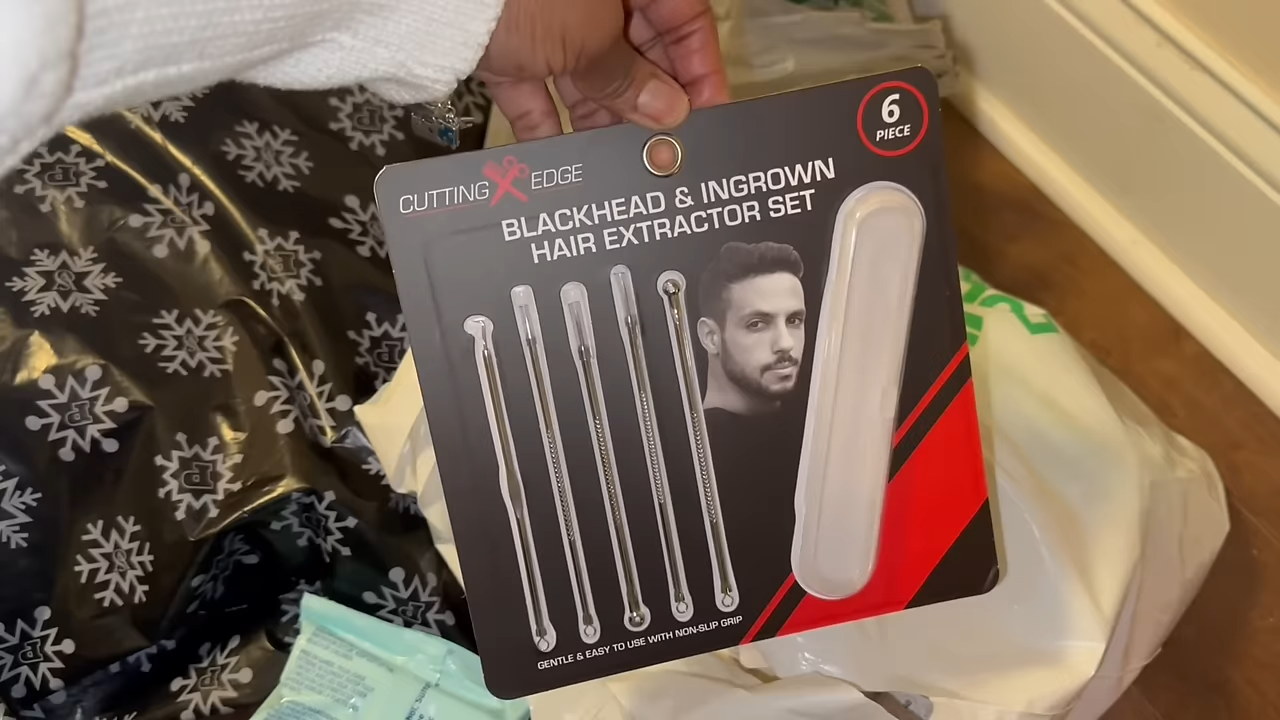 CUTTING EDGE
6
PIECE
BLACKHEAD & INGROWN
HAIR EXTRACTOR SET
GENTLE & EASY TO USE WITH NON-SLIP GRIP